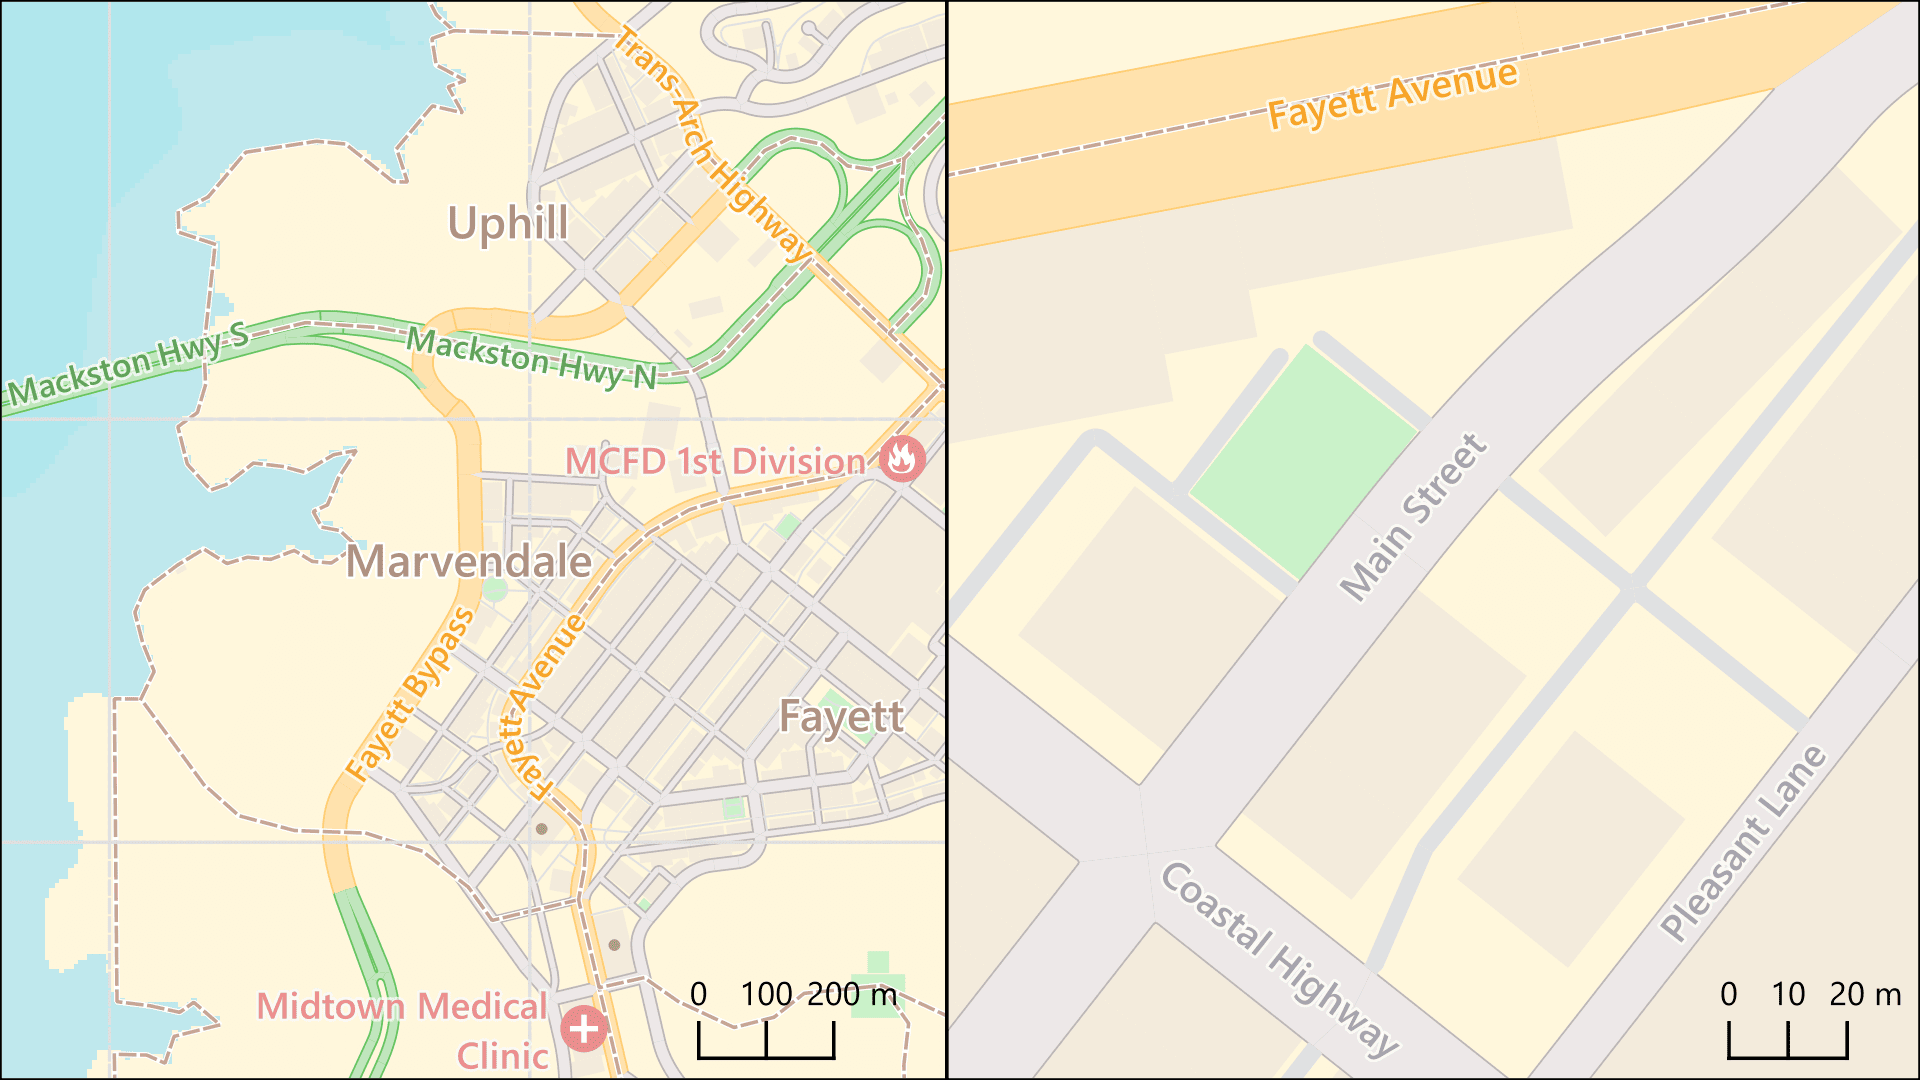 Trans-Arch Highway
Uphill
Mackston Hwy S
Mackston Hwy N
MCFD 1st Division
Marvendale
Fayett Bypass
Fayett Avenue
Fayett
Fayett
Midtown Medical
Clinic
0 100 200 m
Fayett Avenue
Main Street
Coastal Highway
Pleasant Lane
0 10 20 m